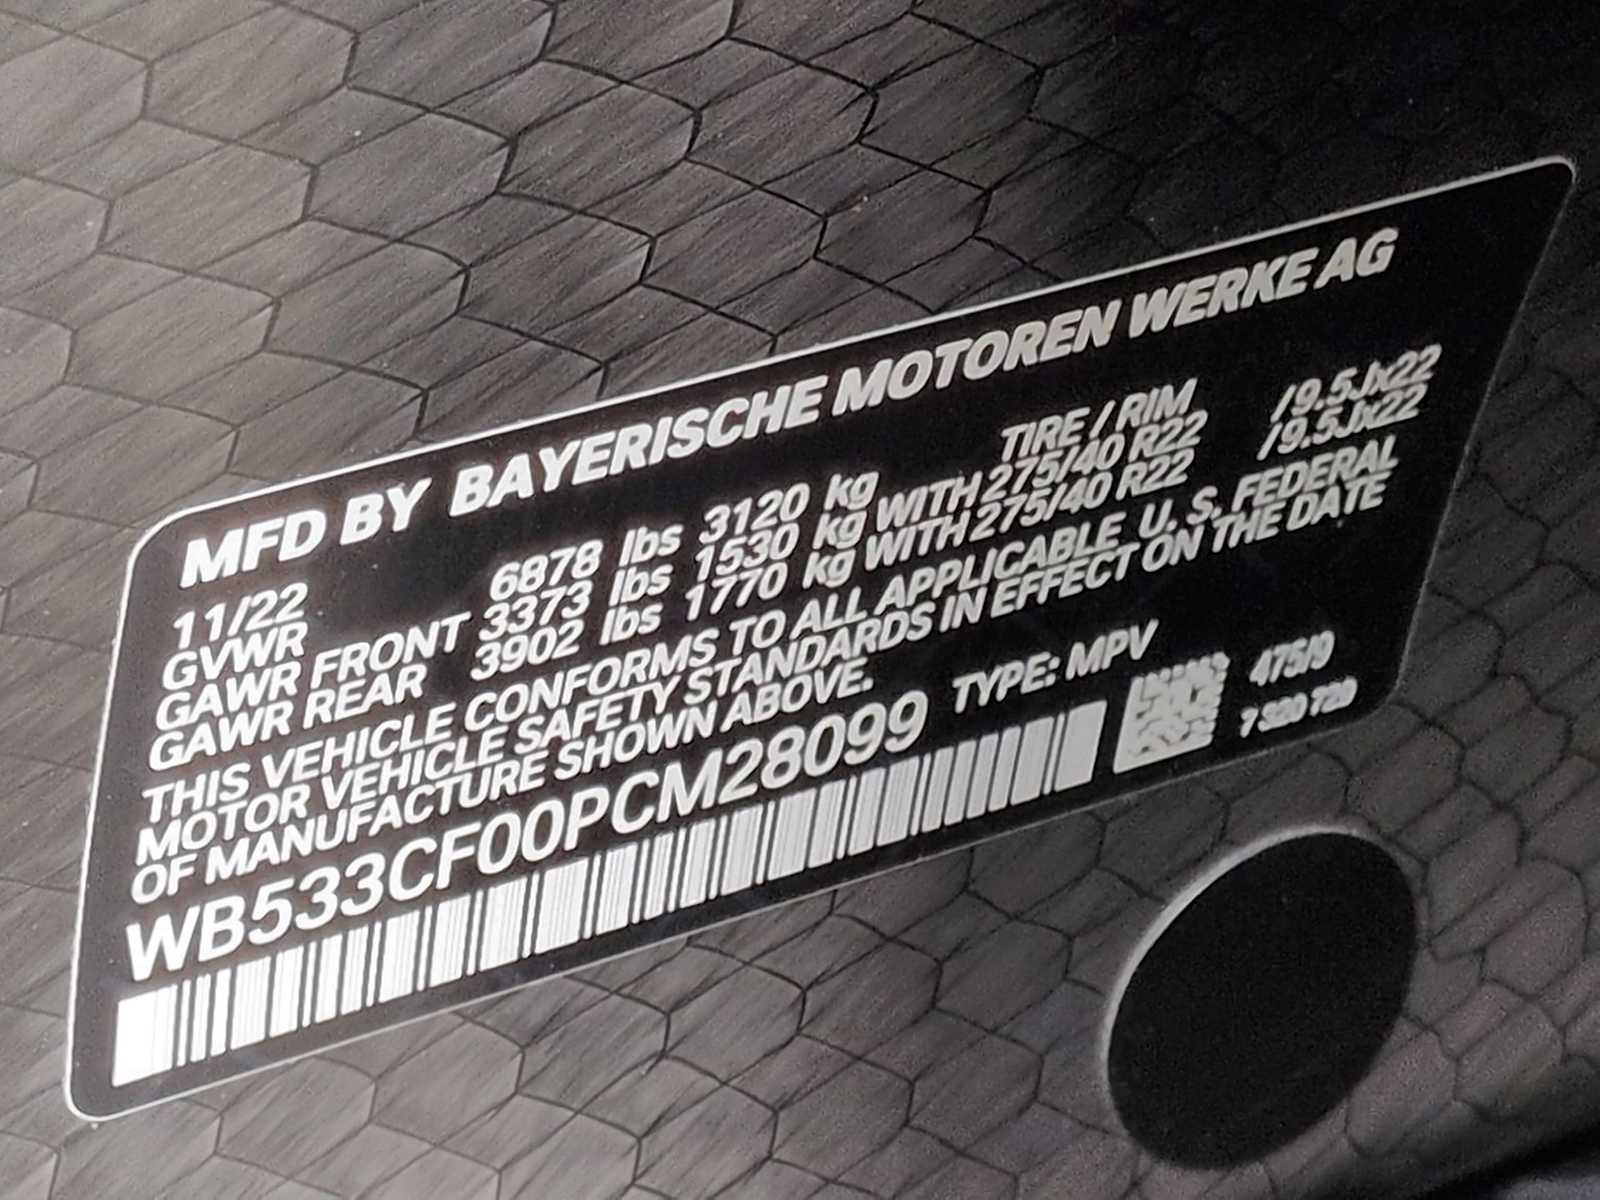 MFD BY BAYERISCHE MOTOREN WERKE AG
11/22 TIRE / RIM
GVWR 6878 lbs 3120 kg
GAWR FRONT 3373 lbs 1530 kg WITH 275/40 R22 /9.5Jx22
GAWR REAR 3902 lbs 1770 kg WITH 275/40 R22 /9.5Jx22
THIS VEHICLE CONFORMS TO ALL APPLICABLE U. S. FEDERAL
MOTOR VEHICLE SAFETY STANDARDS IN EFFECT ON THE DATE
OF MANUFACTURE SHOWN ABOVE.
WB533CF00PCM28099 TYPE: MPV
475/9
7 320 729